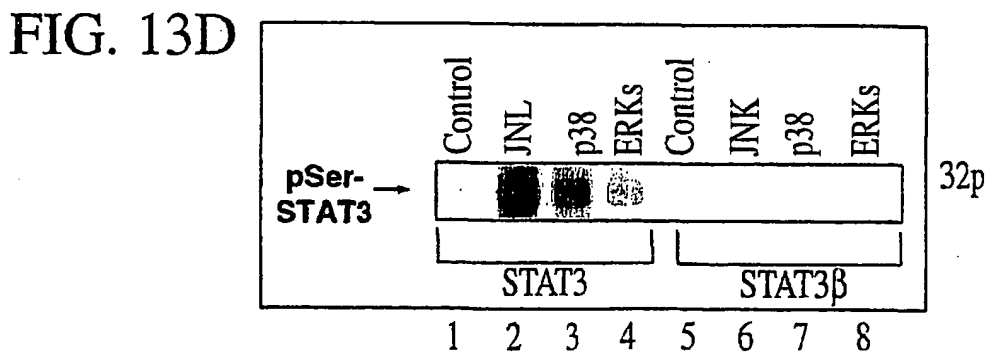 FIG. 13D
Control JNL p38 ERKs Control JNK p38 ERKs
pSer-
STAT3
32p
STAT3 STAT3β
1 2 3 4 5 6 7 8